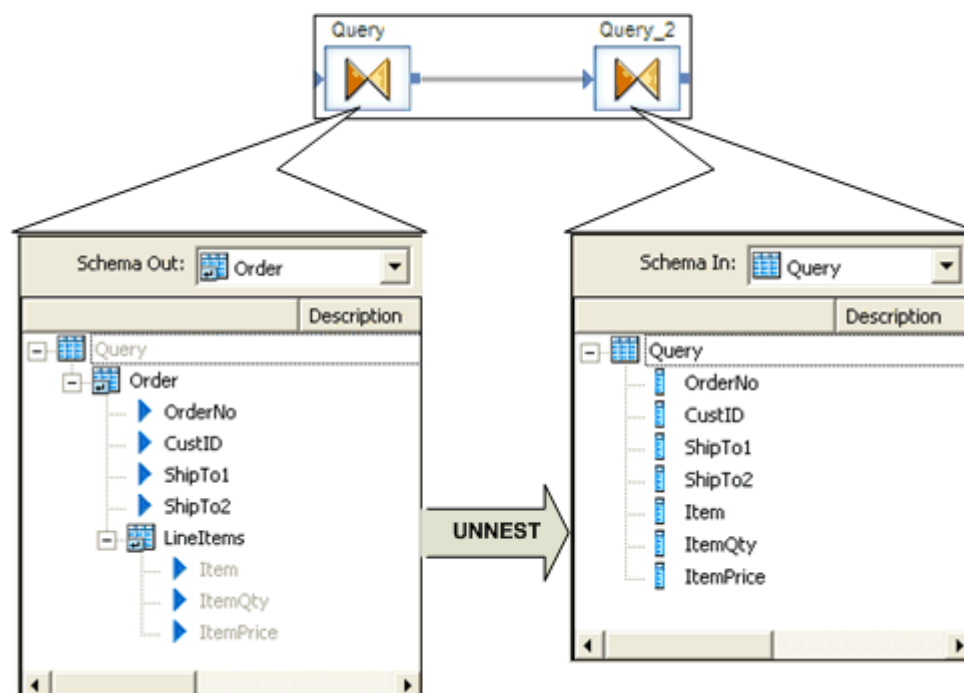 Query
Query_2
Schema Out: Order
Description
Query
Order
OrderNo
CustID
ShipTo1
ShipTo2
LineItems
Item
ItemQty
ItemPrice
UNNEST
Schema In: Query
Description
Query
OrderNo
CustID
ShipTo1
ShipTo2
Item
ItemQty
ItemPrice